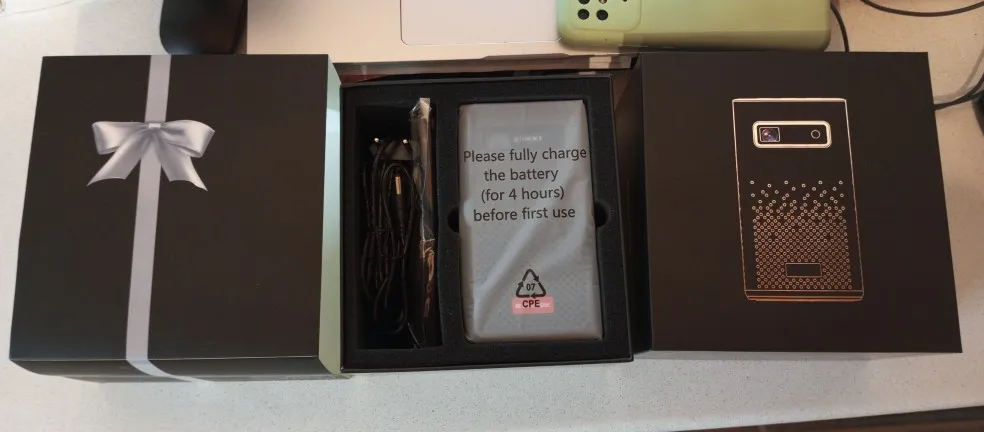 Please fully charge
the battery
(for 4 hours)
before first use
07
CPE